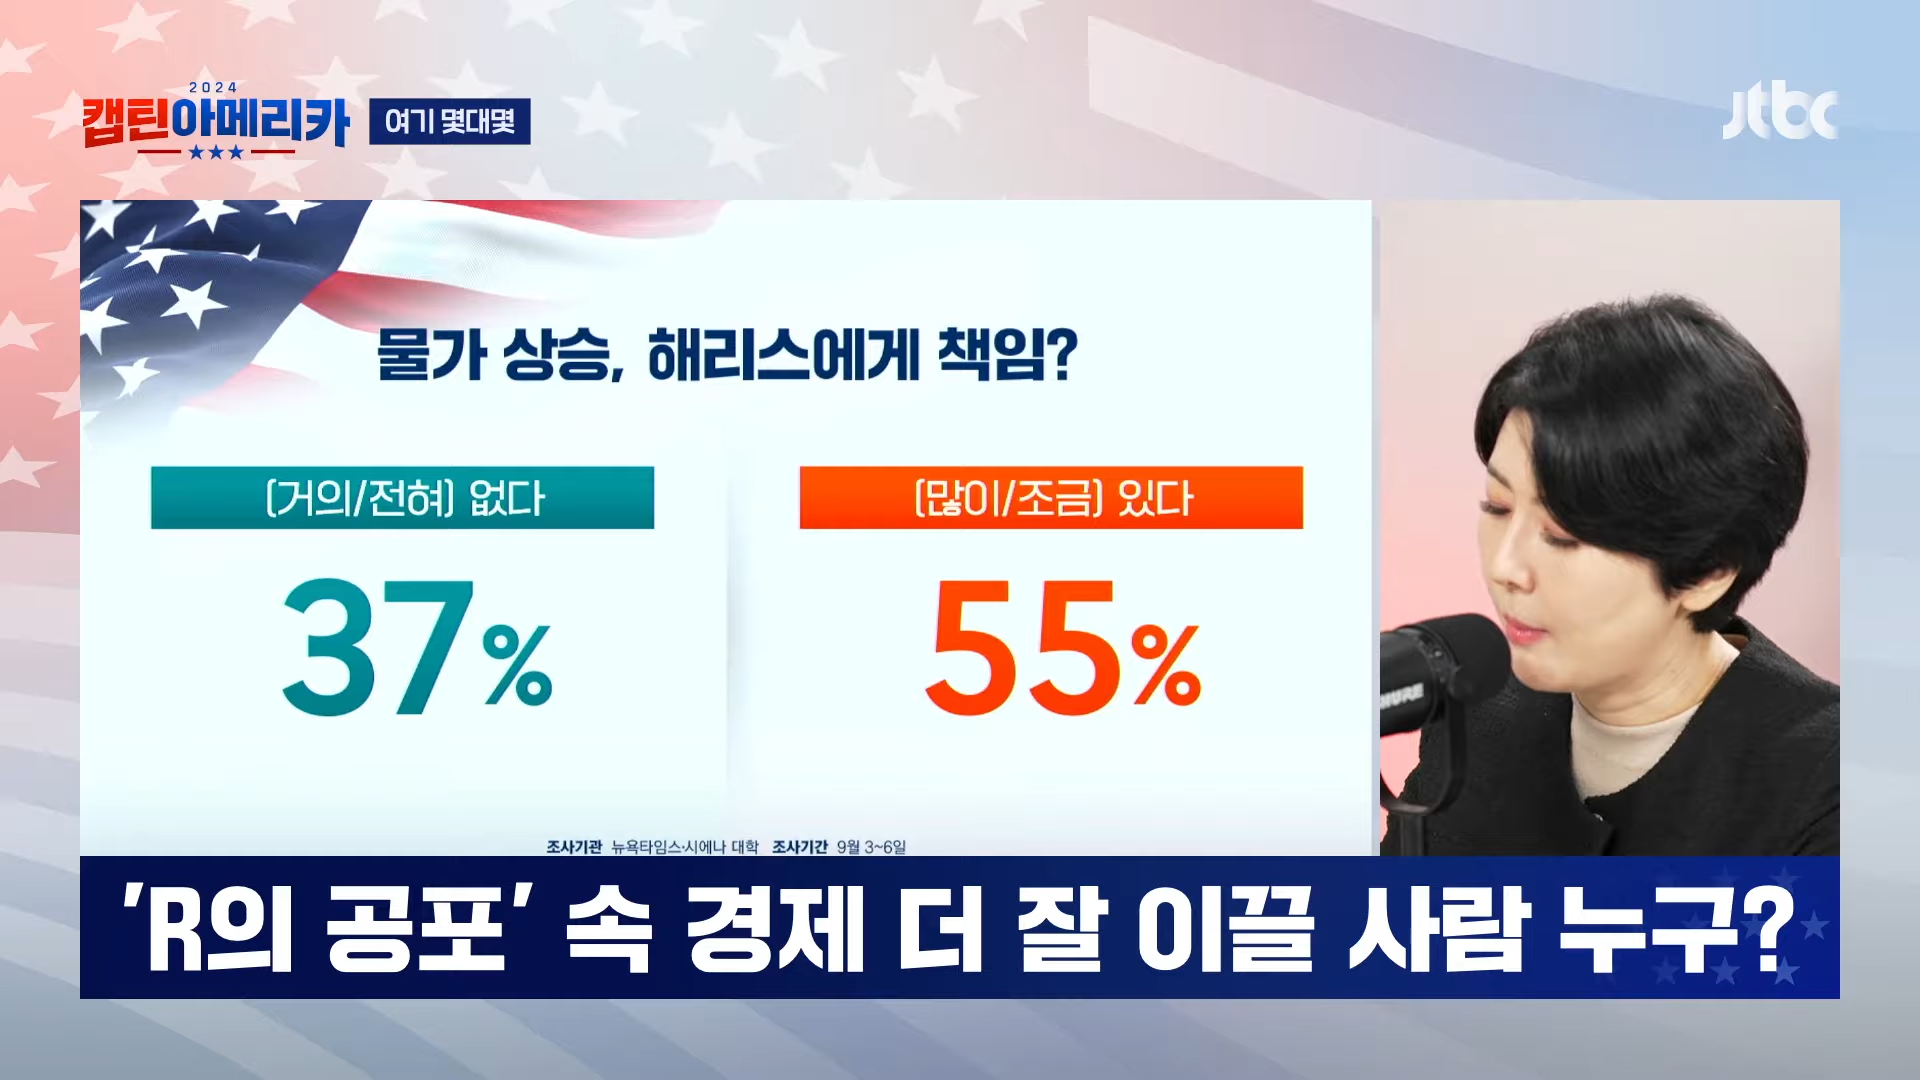 2024
캡틴아메리카
여기 몇대몇
jtbc
물가 상승, 해리스에게 책임?
(거의/전혀) 없다
(많이/조금) 있다
37%
55%
조사기관 뉴욕타임스·시에나 대학 조사기간 9월 3~6일
'R의 공포' 속 경제 더 잘 이끌 사람 누구?